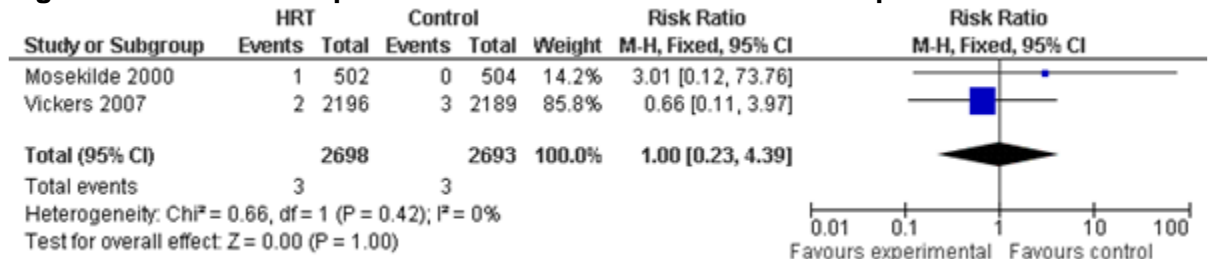 HRT Control Risk Ratio Risk Ratio
Study or Subgroup Events Total Events Total Weight M-H, Fixed, 95% CI M-H, Fixed, 95% CI
Mosekilde 2000 1 502 0 504 14.2% 3.01 [0.12, 73.76]
Vickers 2007 2 2196 3 2189 85.8% 0.66 [0.11, 3.97]
Total (95% CI) 2698 2693 100.0% 1.00 [0.23, 4.39]
Total events 3 3
Heterogeneity: Chi² = 0.66, df = 1 (P = 0.42); I² = 0%
Test for overall effect: Z = 0.00 (P = 1.00)
0.01 0.1 1 10 100
Favours experimental Favours control